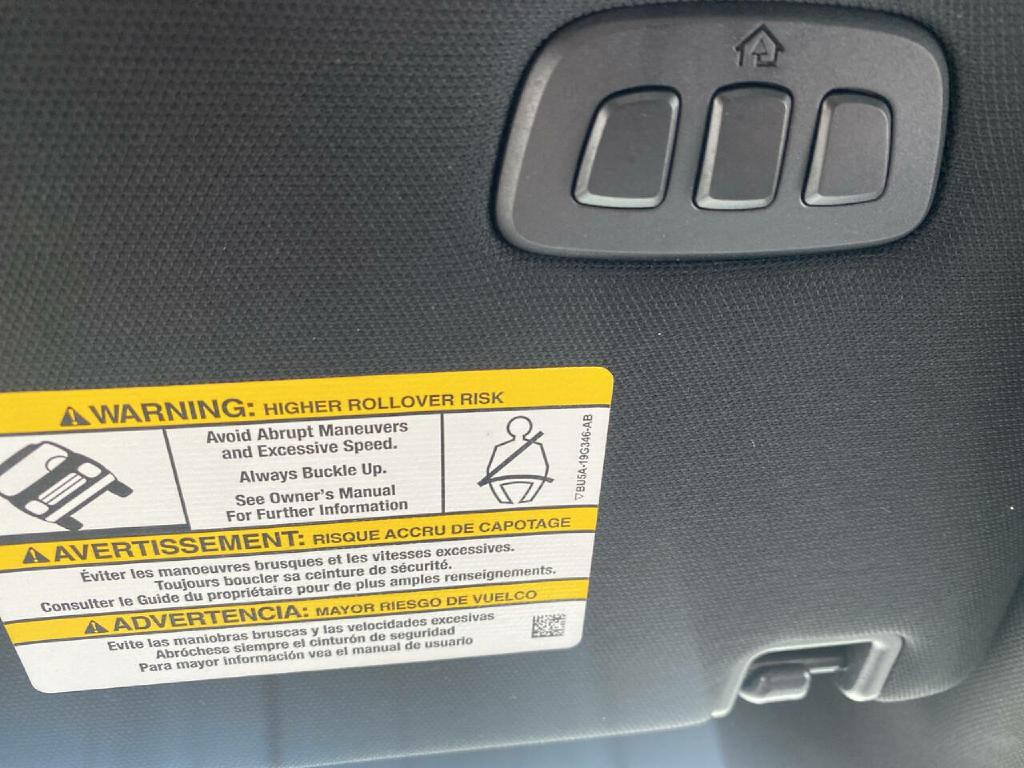 WARNING: HIGHER ROLLOVER RISK
Avoid Abrupt Maneuvers
and Excessive Speed.
Always Buckle Up.
See Owner's Manual
For Further Information
BU5A-19G346-AB
AVERTISSEMENT: RISQUE ACCRU DE CAPOTAGE
Éviter les manoeuvres brusques et les vitesses excessives.
Toujours boucler sa ceinture de sécurité.
Consulter le Guide du propriétaire pour de plus amples renseignements.
ADVERTENCIA: MAYOR RIESGO DE VUELCO
Evite las maniobras bruscas y las velocidades excesivas
Abróchese siempre el cinturón de seguridad
Para mayor información vea el manual de usuario